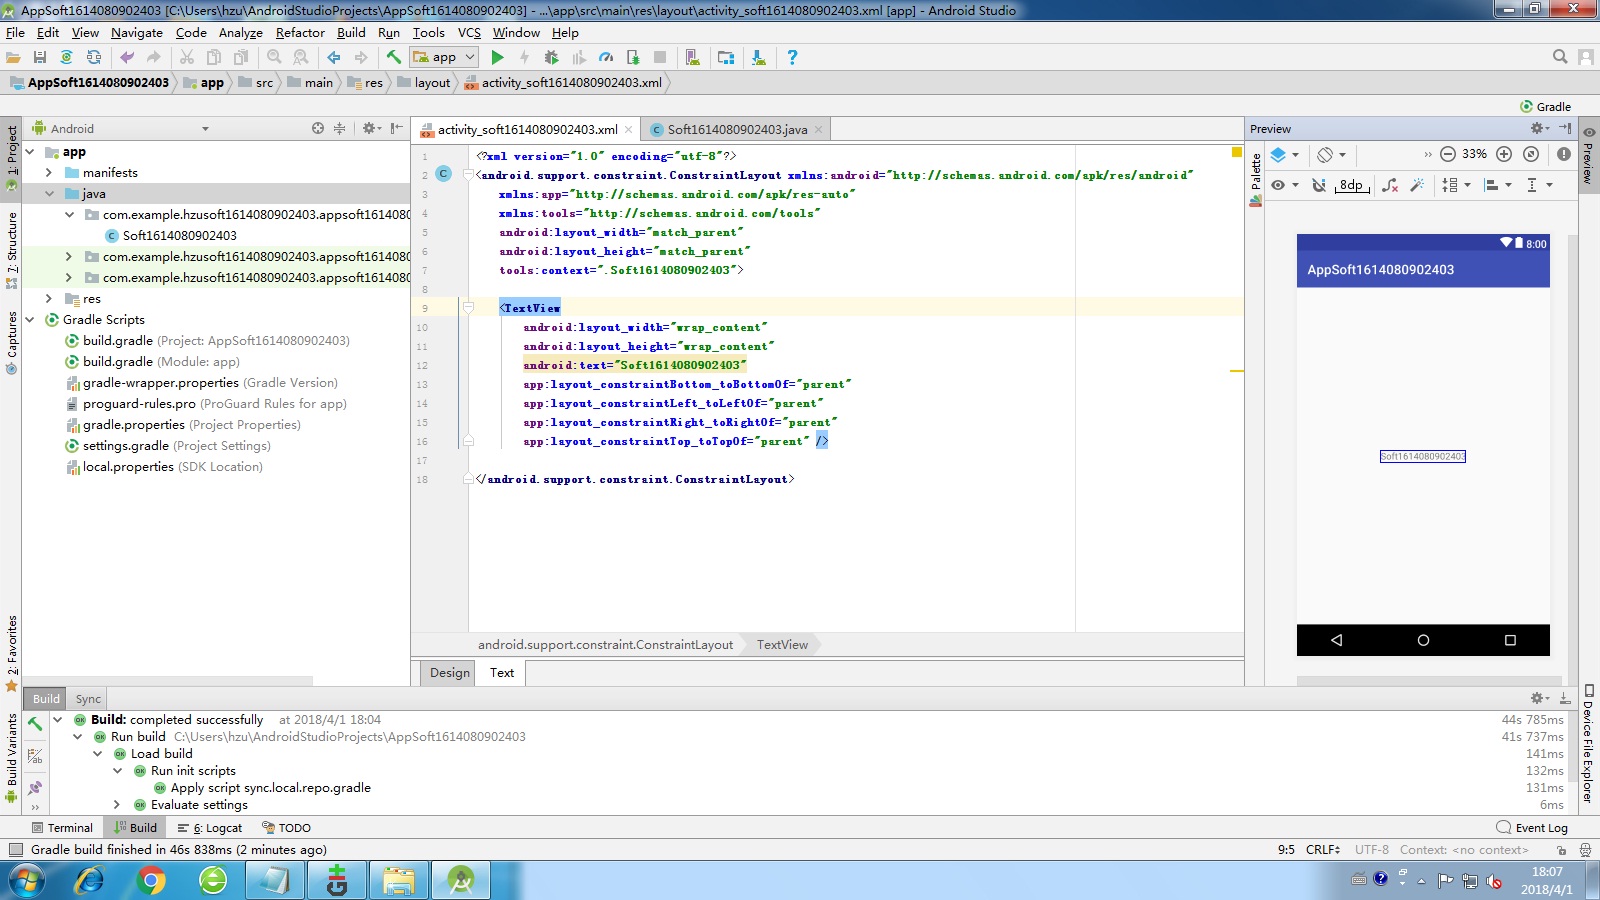 AppSoft1614080902403 [C:\Users\hzu\AndroidStudioProjects\AppSoft1614080902403] - ...\app\src\main\res\layout\activity_soft1614080902403.xml [app] - Android Studio
File Edit View Navigate Code Analyze Refactor Build Run Tools VCS Window Help
app
AppSoft1614080902403 app src main res layout activity_soft1614080902403.xml
Gradle
1: Project
7: Structure
Captures
2: Favorites
Build Variants
Android
app
manifests
java
com.example.hzusoft1614080902403.appsoft161408
Soft1614080902403
com.example.hzusoft1614080902403.appsoft161408
com.example.hzusoft1614080902403.appsoft161408
res
Gradle Scripts
build.gradle (Project: AppSoft1614080902403)
build.gradle (Module: app)
gradle-wrapper.properties (Gradle Version)
proguard-rules.pro (ProGuard Rules for app)
gradle.properties (Project Properties)
settings.gradle (Project Settings)
local.properties (SDK Location)
activity_soft1614080902403.xml Soft1614080902403.java
1 <?xml version="1.0" encoding="utf-8"?>
2 <android.support.constraint.ConstraintLayout xmlns:android="http://schemas.android.com/apk/res/android"
3 xmlns:app="http://schemas.android.com/apk/res-auto"
4 xmlns:tools="http://schemas.android.com/tools"
5 android:layout_width="match_parent"
6 android:layout_height="match_parent"
7 tools:context=".Soft1614080902403">
8
9 <TextView
10 android:layout_width="wrap_content"
11 android:layout_height="wrap_content"
12 android:text="Soft1614080902403"
13 app:layout_constraintBottom_toBottomOf="parent"
14 app:layout_constraintLeft_toLeftOf="parent"
15 app:layout_constraintRight_toRightOf="parent"
16 app:layout_constraintTop_toTopOf="parent" />
17
18 </android.support.constraint.ConstraintLayout>
android.support.constraint.ConstraintLayout TextView
Design Text
Preview
Palette
33%
8dp
8:00
AppSoft1614080902403
Soft1614080902403
Preview
Device File Explorer
Build Sync
Build: completed successfully at 2018/4/1 18:04 44s 785ms
Run build C:\Users\hzu\AndroidStudioProjects\AppSoft1614080902403 41s 737ms
Load build 141ms
Run init scripts 132ms
Apply script sync.local.repo.gradle 131ms
Evaluate settings 6ms
Terminal Build 6: Logcat TODO Event Log
Gradle build finished in 46s 838ms (2 minutes ago) 9:5 CRLF UTF-8 Context: <no context>
18:07
2018/4/1